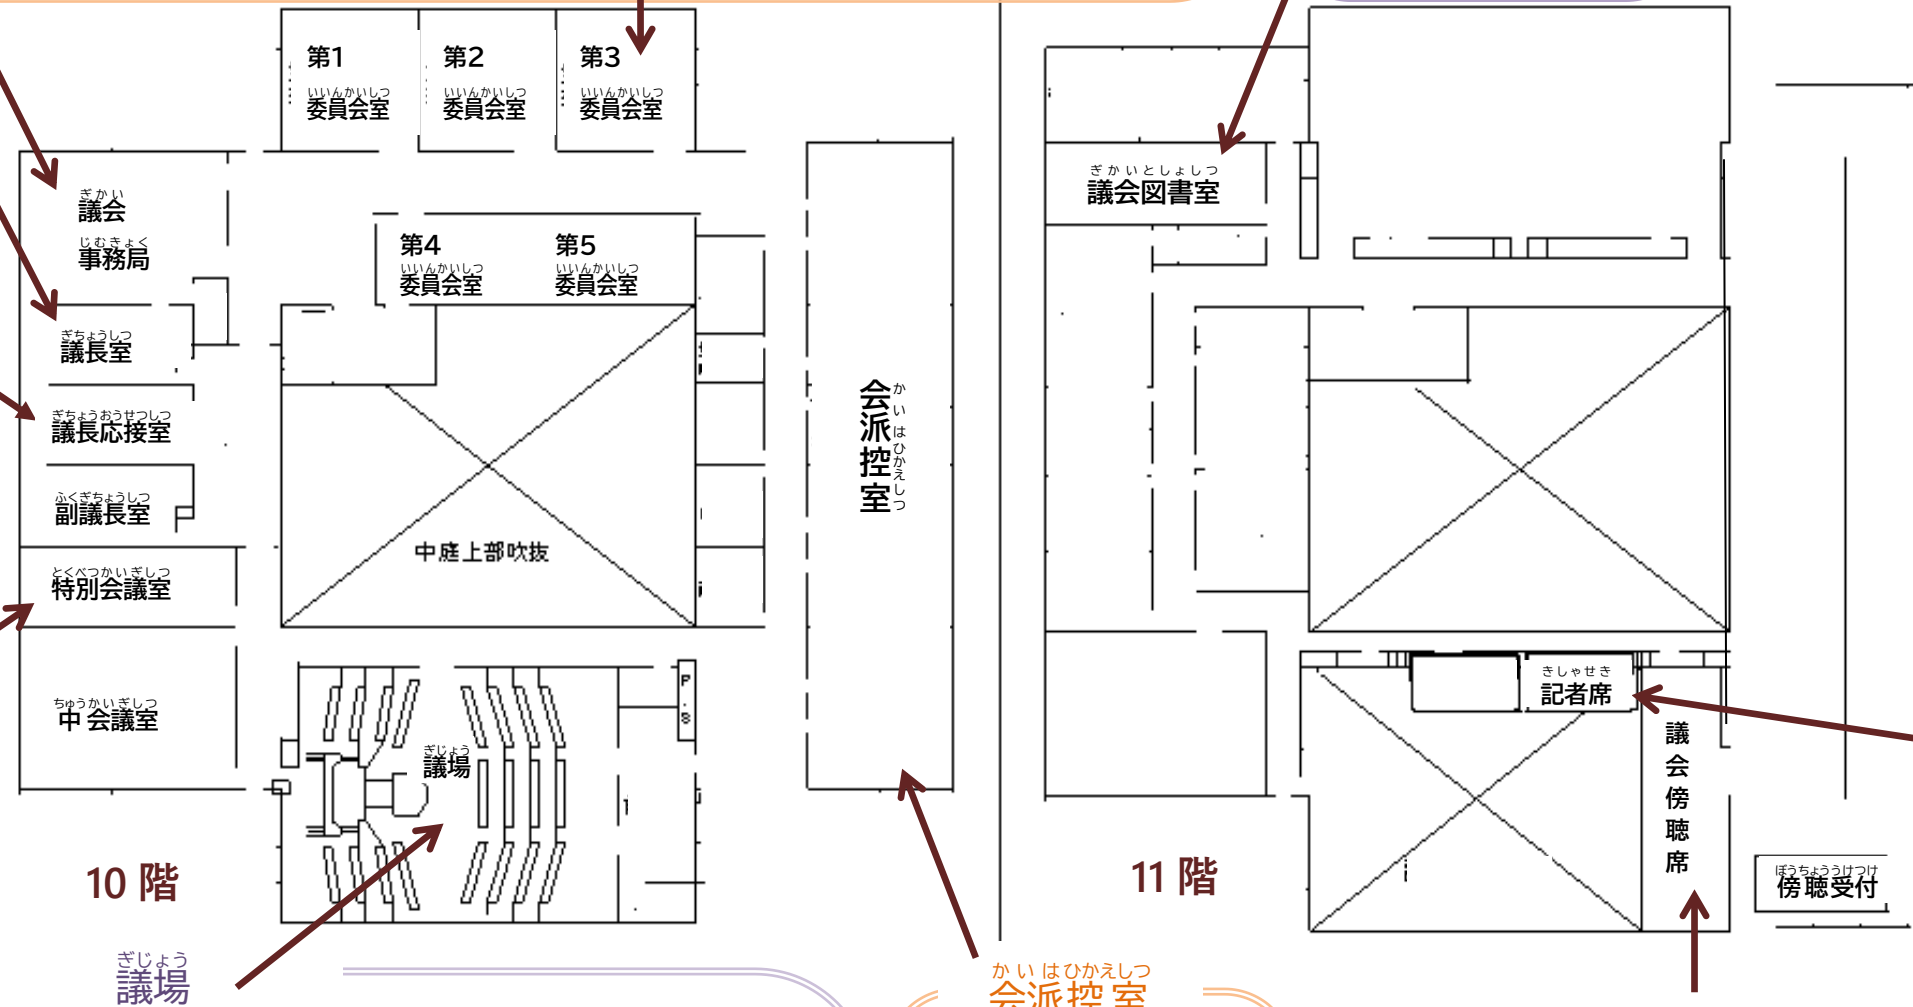 第1
いいんかいしつ
委員会室
第2
いいんかいしつ
委員会室
第3
いいんかいしつ
委員会室
ぎかい
議会
じむきょく
事務局
第4
いいんかいしつ
委員会室
第5
いいんかいしつ
委員会室
ぎちょうしつ
議長室
ぎちょうおうせつしつ
議長応接室
ふくぎちょうしつ
副議長室
とくべつかいぎしつ
特別会議室
ちゅうかいぎしつ
中会議室
中庭上部吹抜
ぎじょう
議場
P
S
かいはひかえしつ
会派控室
10階
ぎじょう
議場
かいはひかえしつ
会派控室
ぎかいとしょしつ
議会図書室
きしゃせき
記者席
議会傍聴席
ぼうちょううけつけ
傍聴受付
11階